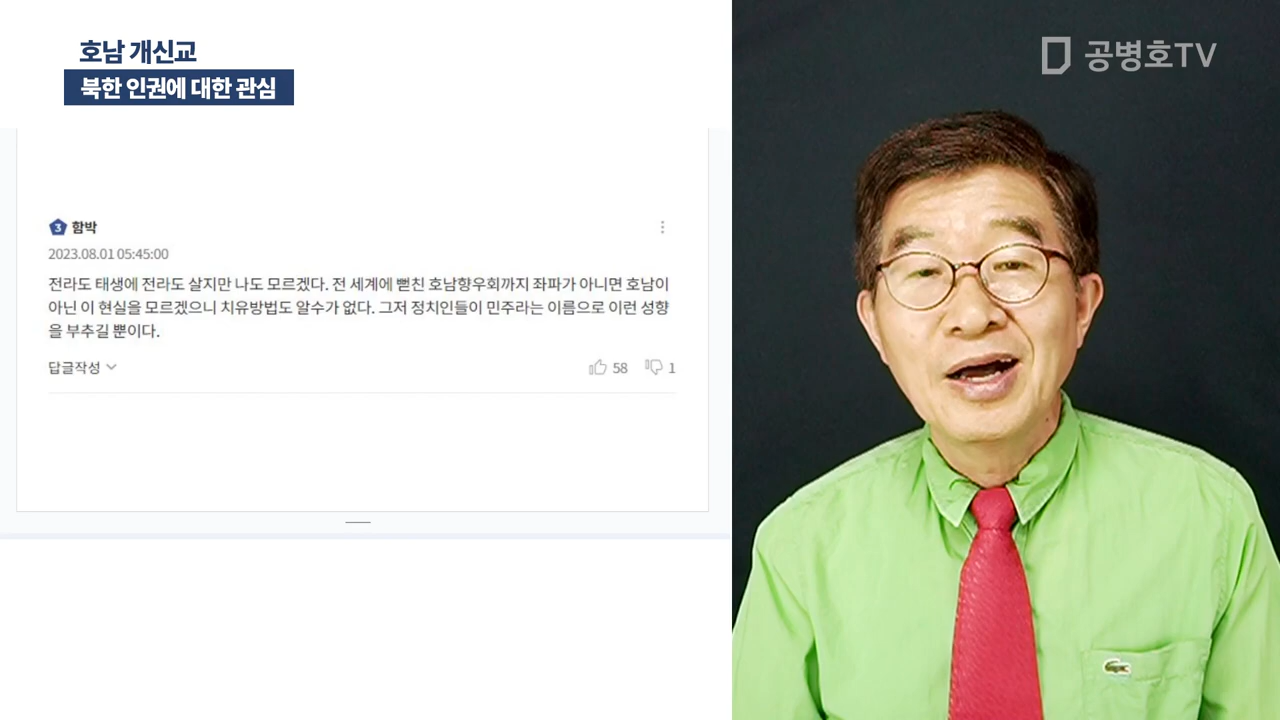 호남 개신교
북한 인권에 대한 관심
공병호TV
3 함박
2023.08.01 05:45:00
전라도 태생에 전라도 살지만 나도 모르겠다. 전 세계에 뻗친 호남향우회까지 좌파가 아니면 호남이
아닌 이 현실을 모르겠으니 치유방법도 알수가 없다. 그저 정치인들이 민주라는 이름으로 이런 성향
을 부추길 뿐이다.
답글작성
58 1